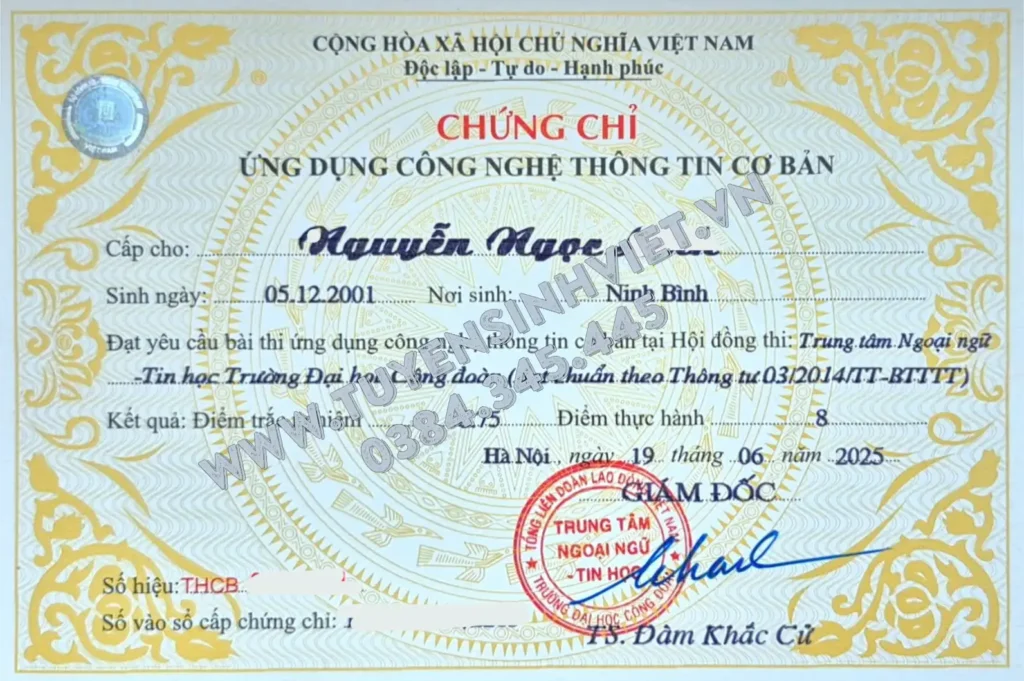 CỘNG HÒA XÃ HỘI CHỦ NGHĨA VIỆT NAM
Độc lập - Tự do - Hạnh phúc
CHỨNG CHỈ
ỨNG DỤNG CÔNG NGHỆ THÔNG TIN CƠ BẢN
Cấp cho: Nguyễn Ngọc
Sinh ngày: 05.12.2001 Nơi sinh: Ninh Bình
Đạt yêu cầu bài thi ứng dụng công nghệ thông tin cơ bản tại Hội đồng thi: Trung tâm Ngoại ngữ
-Tin học Trường Đại học Công đoàn (Đạt chuẩn theo Thông tư 03/2014/TT-BTTTT)
Kết quả: Điểm trắc nghiệm Điểm thực hành 8
Hà Nội, ngày 19 tháng 06 năm 2025
GIÁM ĐỐC
TỔNG LIÊN ĐOÀN LAO ĐỘNG VIỆT NAM
TRUNG TÂM
NGOẠI NGỮ
-TIN HỌC
TRƯỜNG ĐẠI HỌC CÔNG ĐOÀN
Số hiệu: THCB
Số vào sổ cấp chứng chỉ:
TS. Đàm Khắc Cử
WWW.TUYENSINHVIET.VN
0384.345.445